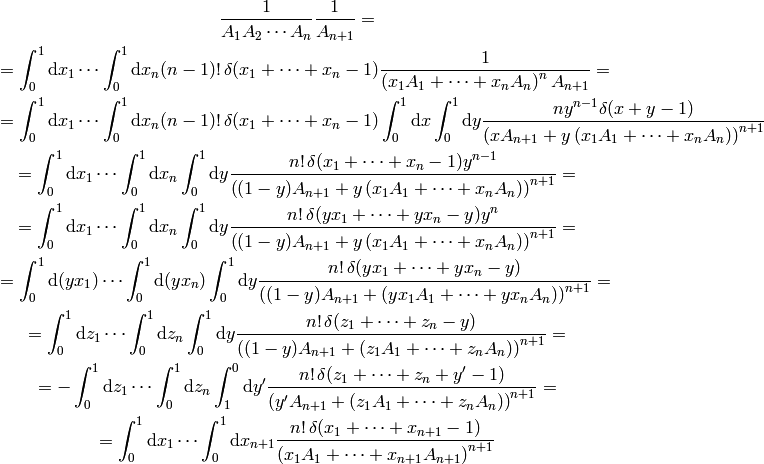 \frac{1}{A_1 A_2 \cdots A_n} \frac{1}{A_{n+1}} =
= \int_0^1 \mathrm{d}x_1 \cdots \int_0^1 \mathrm{d}x_n (n-1)! \, \delta(x_1 + \cdots + x_n - 1) \frac{1}{(x_1 A_1 + \cdots + x_n A_n)^n A_{n+1}} =
= \int_0^1 \mathrm{d}x_1 \cdots \int_0^1 \mathrm{d}x_n (n-1)! \, \delta(x_1 + \cdots + x_n - 1) \int_0^1 \mathrm{d}x \int_0^1 \mathrm{d}y \frac{n y^{n-1} \delta(x + y - 1)}{(x A_{n+1} + y (x_1 A_1 + \cdots + x_n A_n))^{n+1}}
= \int_0^1 \mathrm{d}x_1 \cdots \int_0^1 \mathrm{d}x_n \int_0^1 \mathrm{d}y \frac{n! \, \delta(x_1 + \cdots + x_n - 1) y^{n-1}}{((1-y) A_{n+1} + y (x_1 A_1 + \cdots + x_n A_n))^{n+1}} =
= \int_0^1 \mathrm{d}x_1 \cdots \int_0^1 \mathrm{d}x_n \int_0^1 \mathrm{d}y \frac{n! \, \delta(y x_1 + \cdots + y x_n - y) y^n}{((1-y) A_{n+1} + y (x_1 A_1 + \cdots + x_n A_n))^{n+1}} =
= \int_0^1 \mathrm{d}(y x_1) \cdots \int_0^1 \mathrm{d}(y x_n) \int_0^1 \mathrm{d}y \frac{n! \, \delta(y x_1 + \cdots + y x_n - y)}{((1-y) A_{n+1} + (y x_1 A_1 + \cdots + y x_n A_n))^{n+1}} =
= \int_0^1 \mathrm{d}z_1 \cdots \int_0^1 \mathrm{d}z_n \int_0^1 \mathrm{d}y \frac{n! \, \delta(z_1 + \cdots + z_n - y)}{((1-y) A_{n+1} + (z_1 A_1 + \cdots + z_n A_n))^{n+1}} =
= -\int_0^1 \mathrm{d}z_1 \cdots \int_0^1 \mathrm{d}z_n \int_1^0 \mathrm{d}y' \frac{n! \, \delta(z_1 + \cdots + z_n + y' - 1)}{(y' A_{n+1} + (z_1 A_1 + \cdots + z_n A_n))^{n+1}} =
= \int_0^1 \mathrm{d}x_1 \cdots \int_0^1 \mathrm{d}x_{n+1} \frac{n! \, \delta(x_1 + \cdots + x_{n+1} - 1)}{(x_1 A_1 + \cdots + x_{n+1} A_{n+1})^{n+1}}